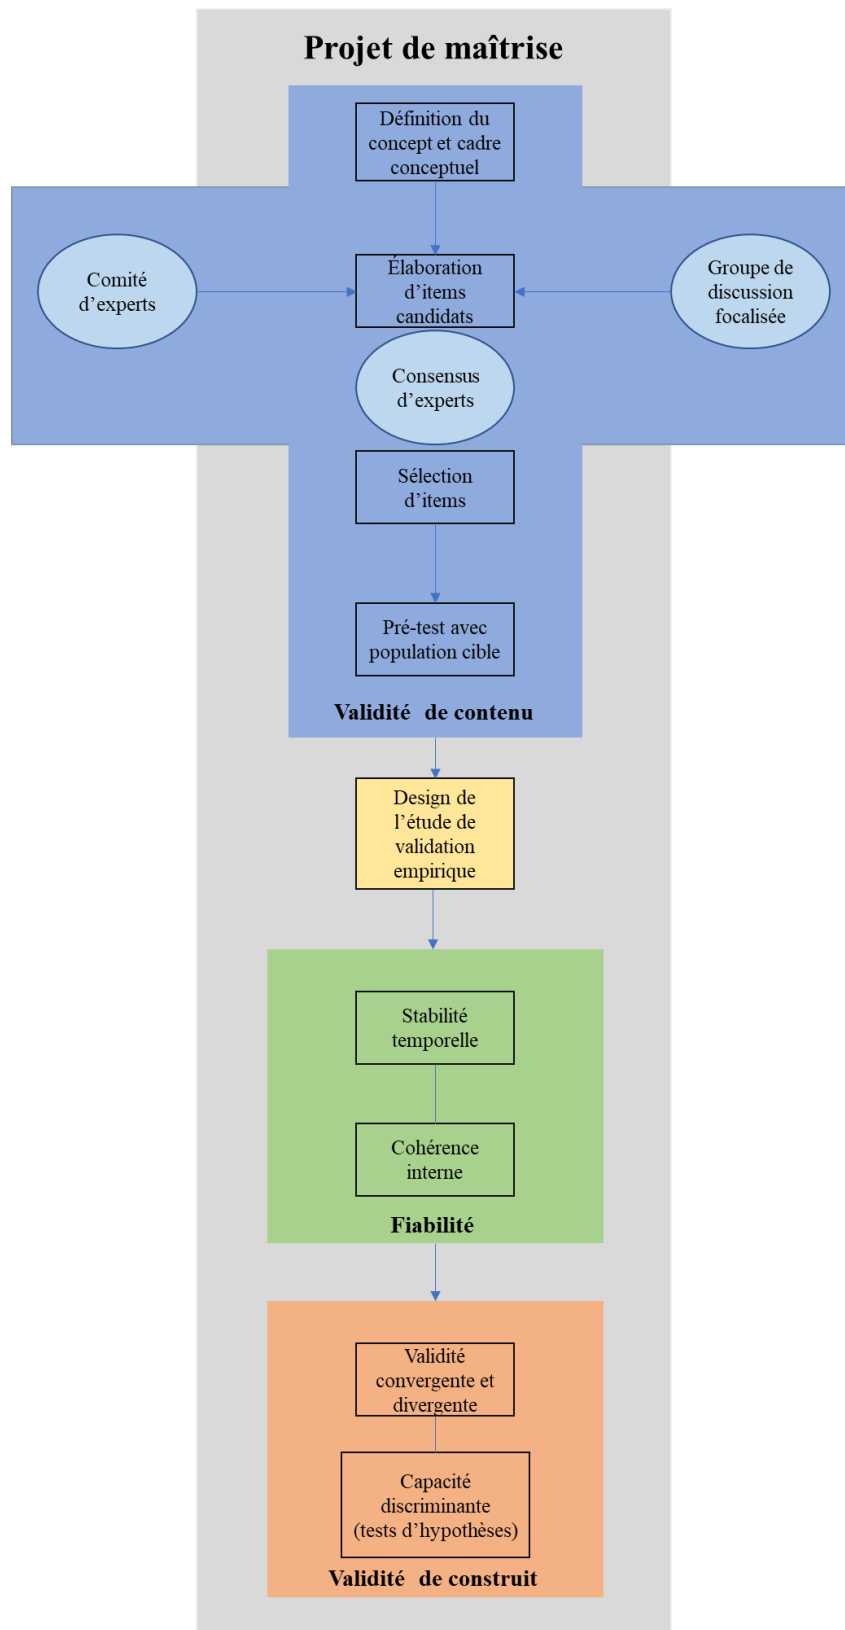 Projet de maîtrise
Définition du
concept et cadre
conceptuel
Comité
d’experts
Élaboration
d’items
candidats
Groupe de
discussion
focalisée
Consensus
d’experts
Sélection
d’items
Pré-test avec
population cible
Validité de contenu
Design de
l’étude de
validation
empirique
Stabilité
temporelle
Cohérence
interne
Fiabilité
Validité
convergente et
divergente
Capacité
discriminante
(tests d’hypothèses)
Validité de construit